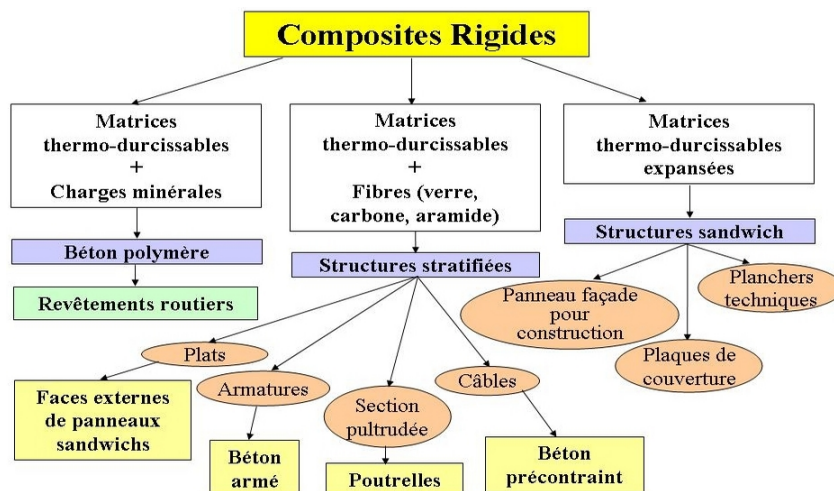 Composites Rigides
Matrices
thermo-durcissables
+
Charges minérales
Matrices
thermo-durcissables
+
Fibres (verre,
carbone, aramide)
Matrices
thermo-durcissables
expansées
Béton polymère
Structures stratifiées
Structures sandwich
Revêtements routiers
Panneau façade
pour
construction
Planchers
techniques
Plaques de
couverture
Plats
Armatures
Section
pultrudée
Câbles
Faces externes
de panneaux
sandwichs
Béton
armé
Poutrelles
Béton
précontraint